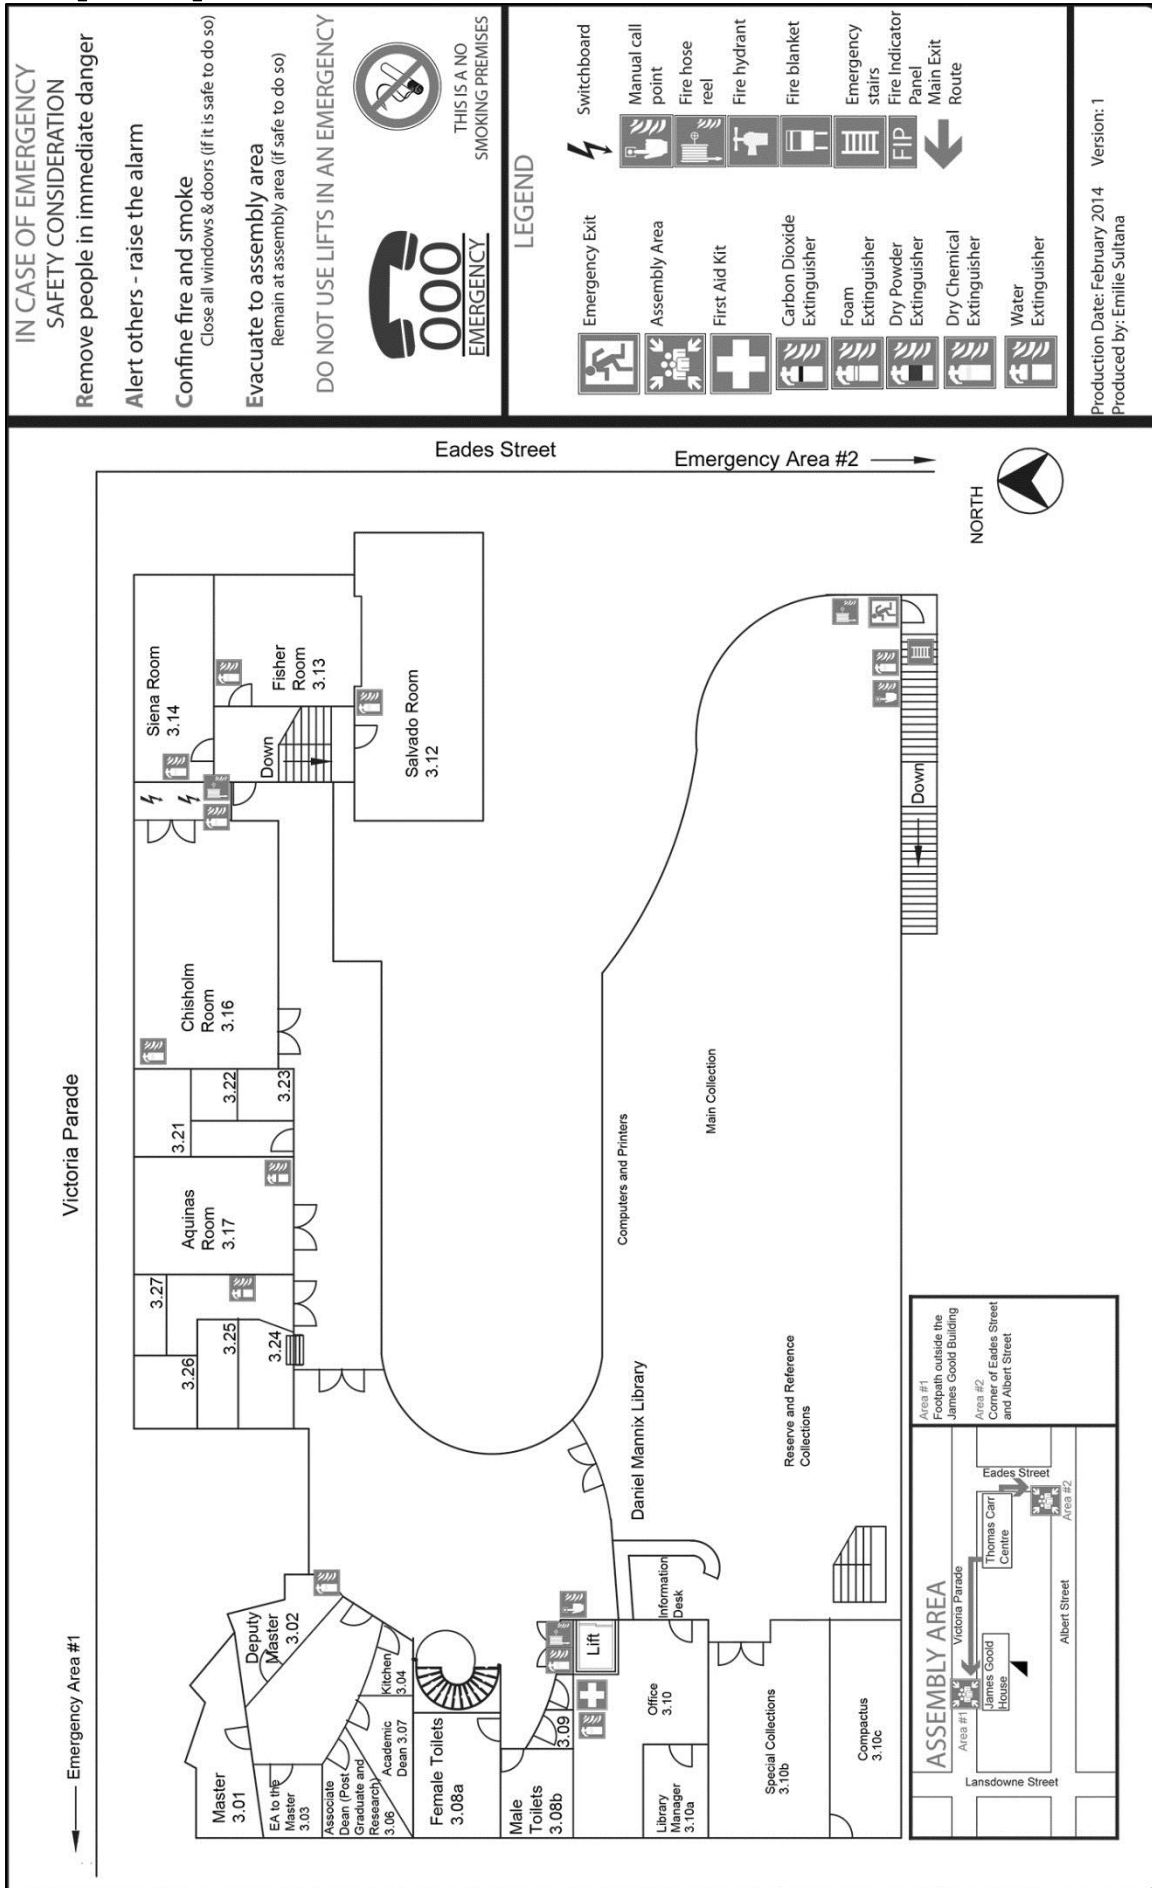 IN CASE OF EMERGENCY
SAFETY CONSIDERATION
Remove people in immediate danger
Alert others - raise the alarm
Confine fire and smoke
Close all windows & doors (if it is safe to do so)
Evacuate to assembly area
Remain at assembly area (if safe to do so)
DO NOT USE LIFTS IN AN EMERGENCY
000
EMERGENCY
THIS IS A NO
SMOKING PREMISES
LEGEND
Emergency Exit
Assembly Area
First Aid Kit
Carbon Dioxide
Extinguisher
Foam
Extinguisher
Dry Powder
Extinguisher
Dry Chemical
Extinguisher
Water
Extinguisher
Switchboard
Manual call
point
Fire hose
reel
Fire hydrant
Fire blanket
Emergency
stairs
FIP
Fire Indicator
Panel
Main Exit
Route
Production Date: February 2014 Version: 1
Produced by: Emilie Sultana
Emergency Area #1
Victoria Parade
Eades Street
Emergency Area #2
NORTH
Master
3.01
Deputy
Master
3.02
EA to the
Master
3.03
Kitchen
3.04
Associate
Dean (Post
Graduate and
Research)
3.06
Academic
Dean 3.07
Female Toilets
3.08a
Male
Toilets
3.08b
3.09
Lift
Office
3.10
Library
Manager
3.10a
Special Collections
3.10b
Compactus
3.10c
Information
Desk
Daniel Mannix Library
Reserve and Reference
Collections
Computers and Printers
Main Collection
3.26
3.27
3.25
3.24
Aquinas
Room
3.17
3.21
3.22
3.23
Chisholm
Room
3.16
Siena Room
3.14
Down
Fisher
Room
3.13
Salvado Room
3.12
Down
ASSEMBLY AREA
Area #1
Victoria Parade
James Goold
House
Thomas Carr
Centre
Eades Street
Area #2
Albert Street
Lansdowne Street
Area #1
Footpath outside the
James Goold Building
Area #2
Corner of Eades Street
and Albert Street